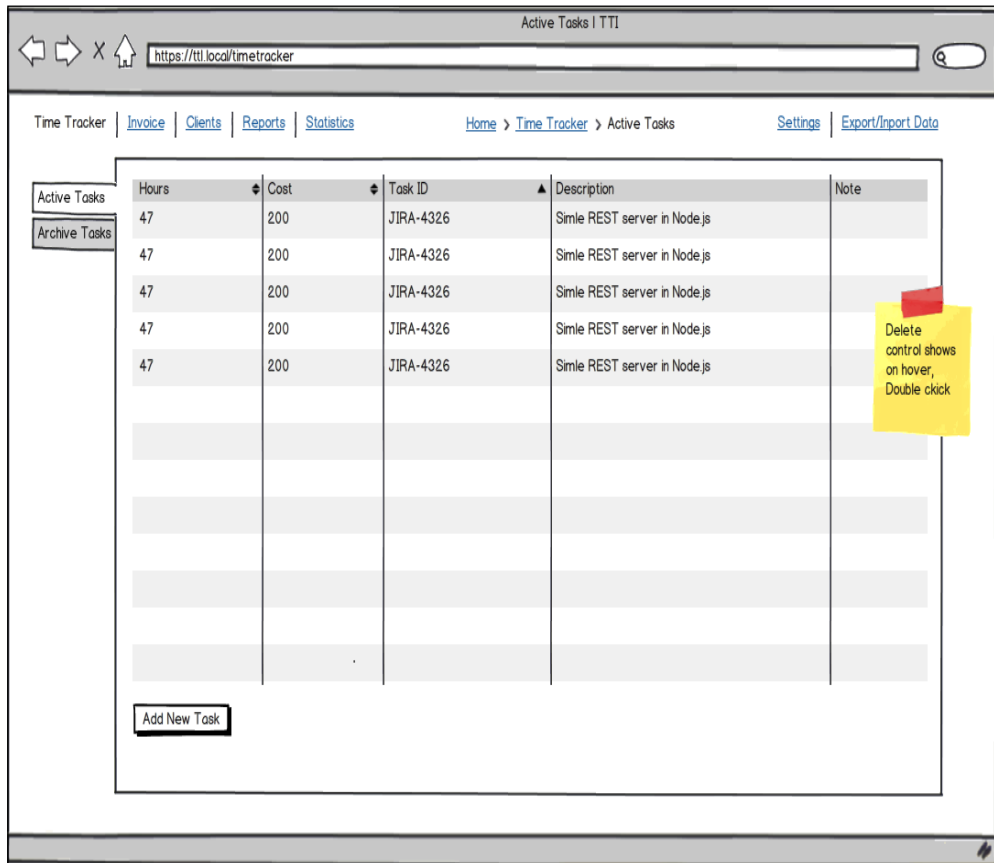 Active Tasks | TTI
https://ttl.local/timetracker
Time Tracker | Invoice | Clients | Reports | Statistics Home > Time Tracker > Active Tasks Settings | Export/Inport Data
Active Tasks
Archive Tasks
Hours Cost Task ID Description Note
47 200 JIRA-4326 Simle REST server in Node.js
47 200 JIRA-4326 Simle REST server in Node.js
47 200 JIRA-4326 Simle REST server in Node.js
47 200 JIRA-4326 Simle REST server in Node.js
47 200 JIRA-4326 Simle REST server in Node.js
Delete
control shows
on hover,
Double ckick
Add New Task